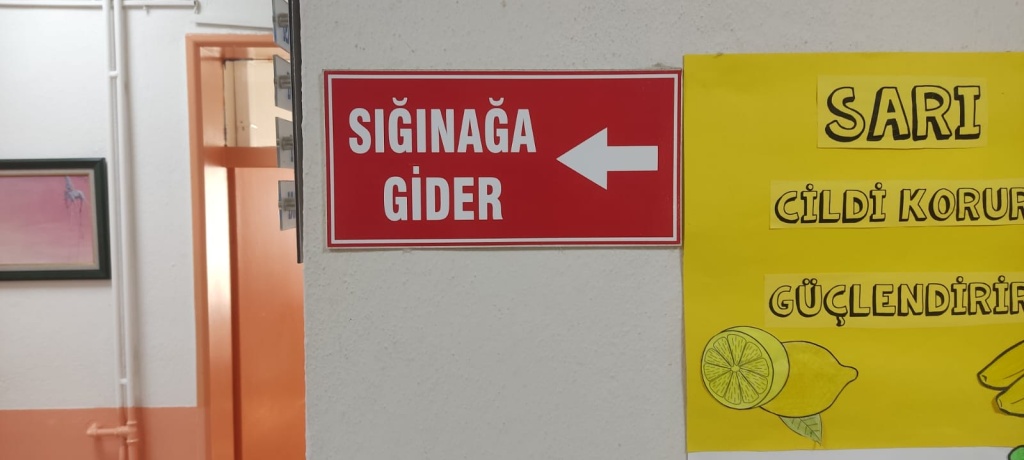 SIĞINAĞA
GİDER
SARI
CİLDİ KORUR
GÜÇLENDİRİR